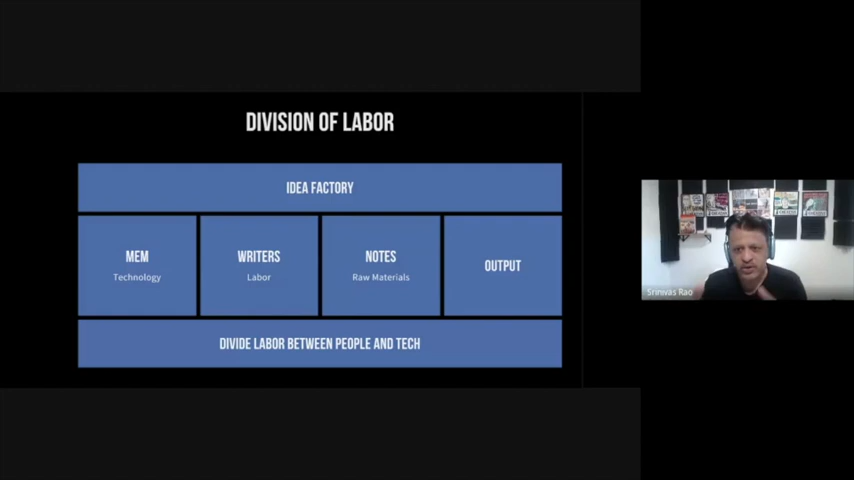 DIVISION OF LABOR
IDEA FACTORY
MEM
Technology
WRITERS
Labor
NOTES
Raw Materials
OUTPUT
DIVIDE LABOR BETWEEN PEOPLE AND TECH
Srinivas Rao